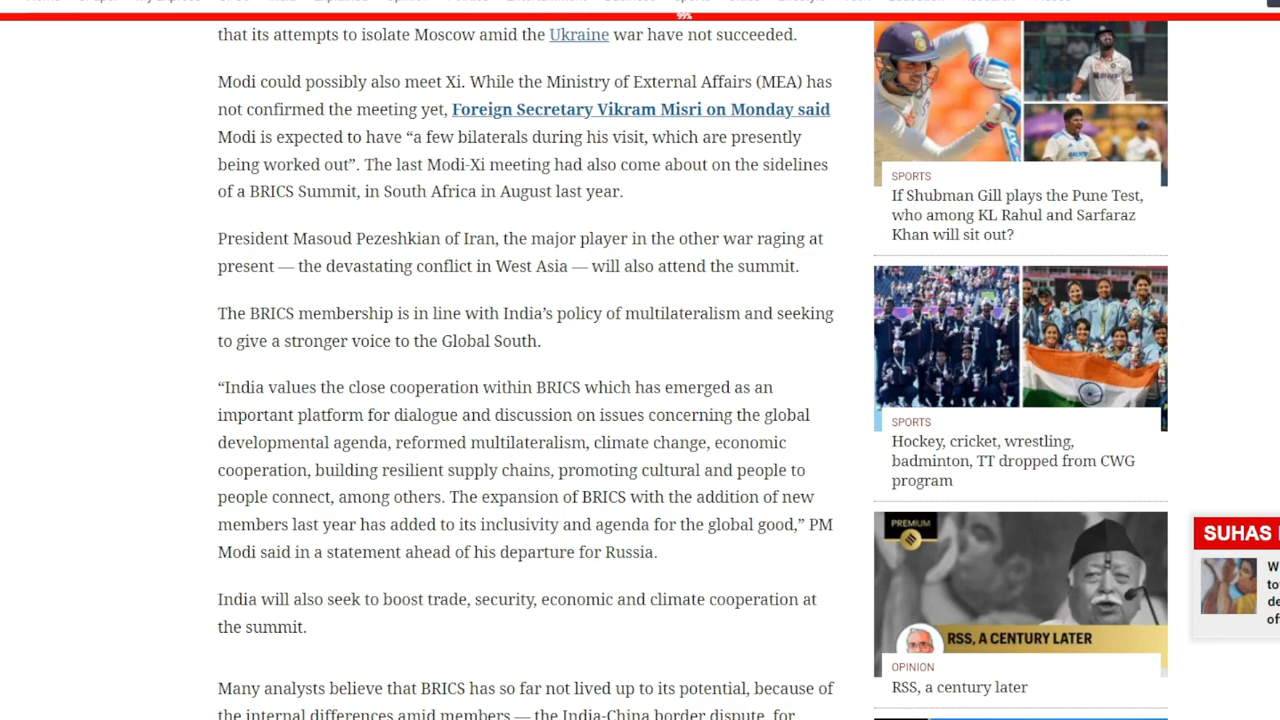 99%
that its attempts to isolate Moscow amid the Ukraine war have not succeeded.
Modi could possibly also meet Xi. While the Ministry of External Affairs (MEA) has
not confirmed the meeting yet, Foreign Secretary Vikram Misri on Monday said
Modi is expected to have “a few bilaterals during his visit, which are presently
being worked out”. The last Modi-Xi meeting had also come about on the sidelines
of a BRICS Summit, in South Africa in August last year.
President Masoud Pezeshkian of Iran, the major player in the other war raging at
present — the devastating conflict in West Asia — will also attend the summit.
The BRICS membership is in line with India’s policy of multilateralism and seeking
to give a stronger voice to the Global South.
“India values the close cooperation within BRICS which has emerged as an
important platform for dialogue and discussion on issues concerning the global
developmental agenda, reformed multilateralism, climate change, economic
cooperation, building resilient supply chains, promoting cultural and people to
people connect, among others. The expansion of BRICS with the addition of new
members last year has added to its inclusivity and agenda for the global good,” PM
Modi said in a statement ahead of his departure for Russia.
India will also seek to boost trade, security, economic and climate cooperation at
the summit.
Many analysts believe that BRICS has so far not lived up to its potential, because of
the internal differences amid members — the India-China border dispute, for
SPORTS
If Shubman Gill plays the Pune Test,
who among KL Rahul and Sarfaraz
Khan will sit out?
SPORTS
Hockey, cricket, wrestling,
badminton, TT dropped from CWG
program
PREMIUM
RSS, A CENTURY LATER
OPINION
RSS, a century later
SUHAS